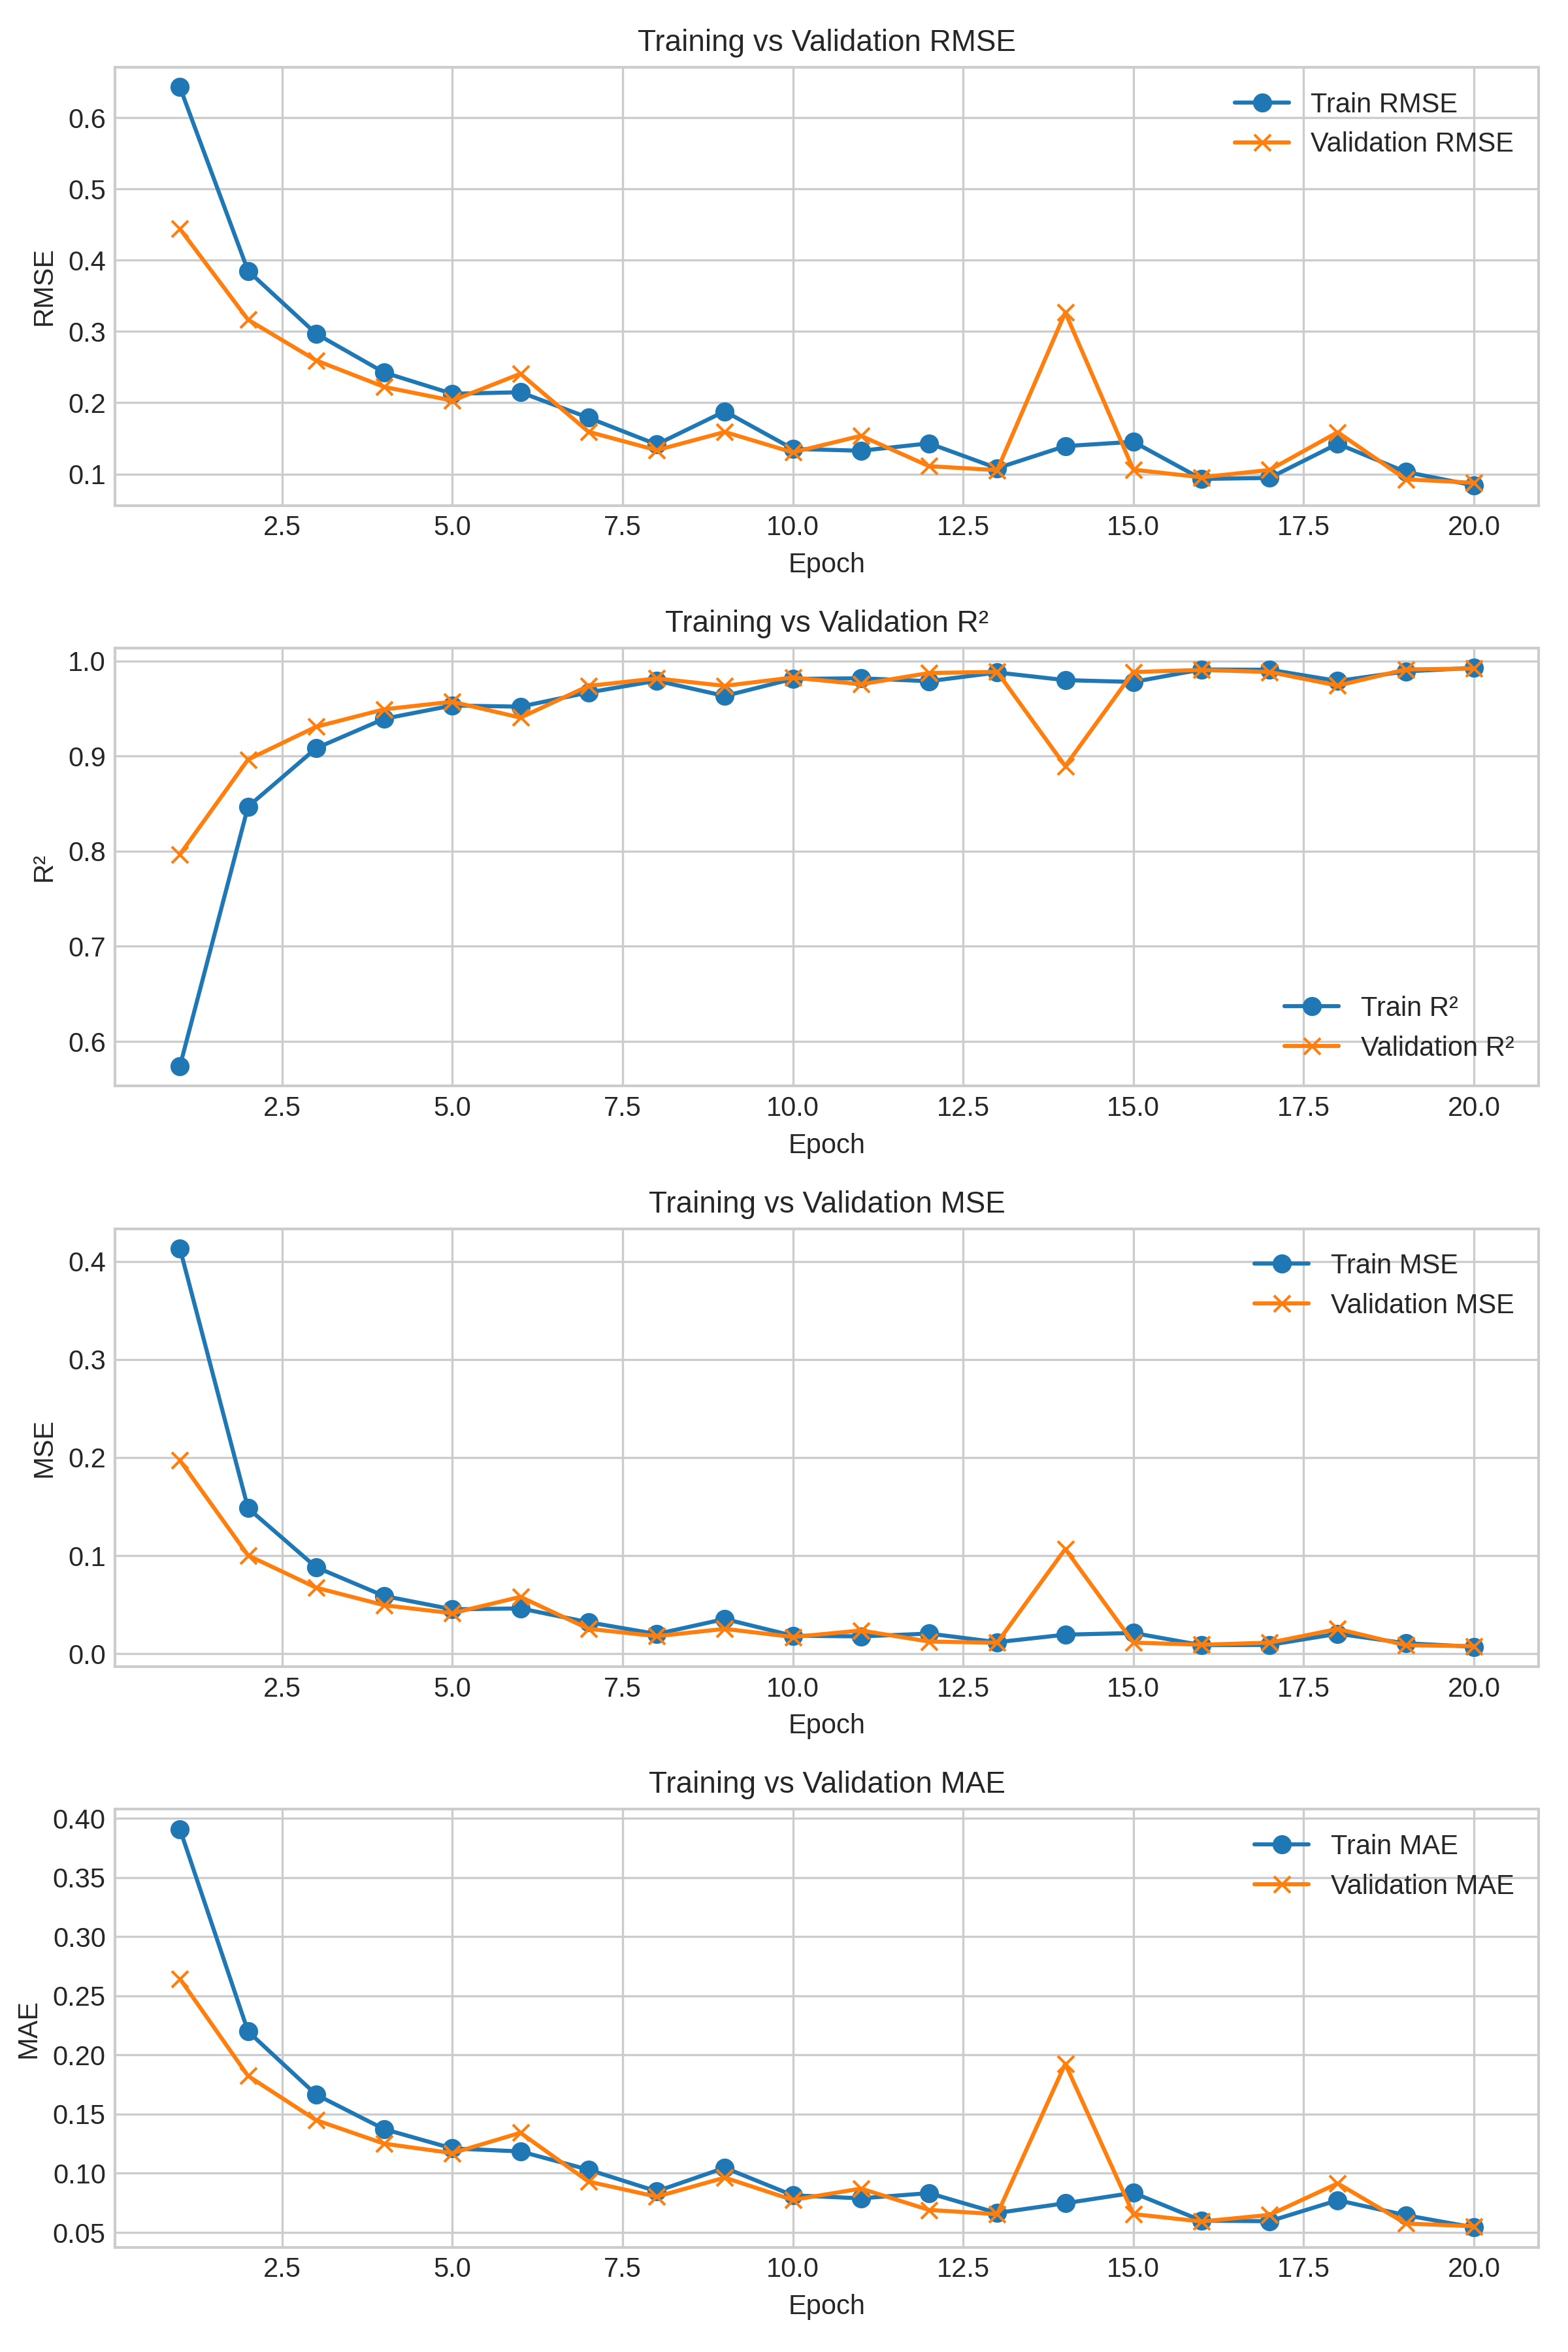 Training vs Validation RMSE
RMSE
0.6
0.5
0.4
0.3
0.2
0.1
Train RMSE
Validation RMSE
2.5 5.0 7.5 10.0 12.5 15.0 17.5 20.0
Epoch
Training vs Validation R²
R²
1.0
0.9
0.8
0.7
0.6
Train R²
Validation R²
2.5 5.0 7.5 10.0 12.5 15.0 17.5 20.0
Epoch
Training vs Validation MSE
MSE
0.4
0.3
0.2
0.1
0.0
Train MSE
Validation MSE
2.5 5.0 7.5 10.0 12.5 15.0 17.5 20.0
Epoch
Training vs Validation MAE
MAE
0.40
0.35
0.30
0.25
0.20
0.15
0.10
0.05
Train MAE
Validation MAE
2.5 5.0 7.5 10.0 12.5 15.0 17.5 20.0
Epoch